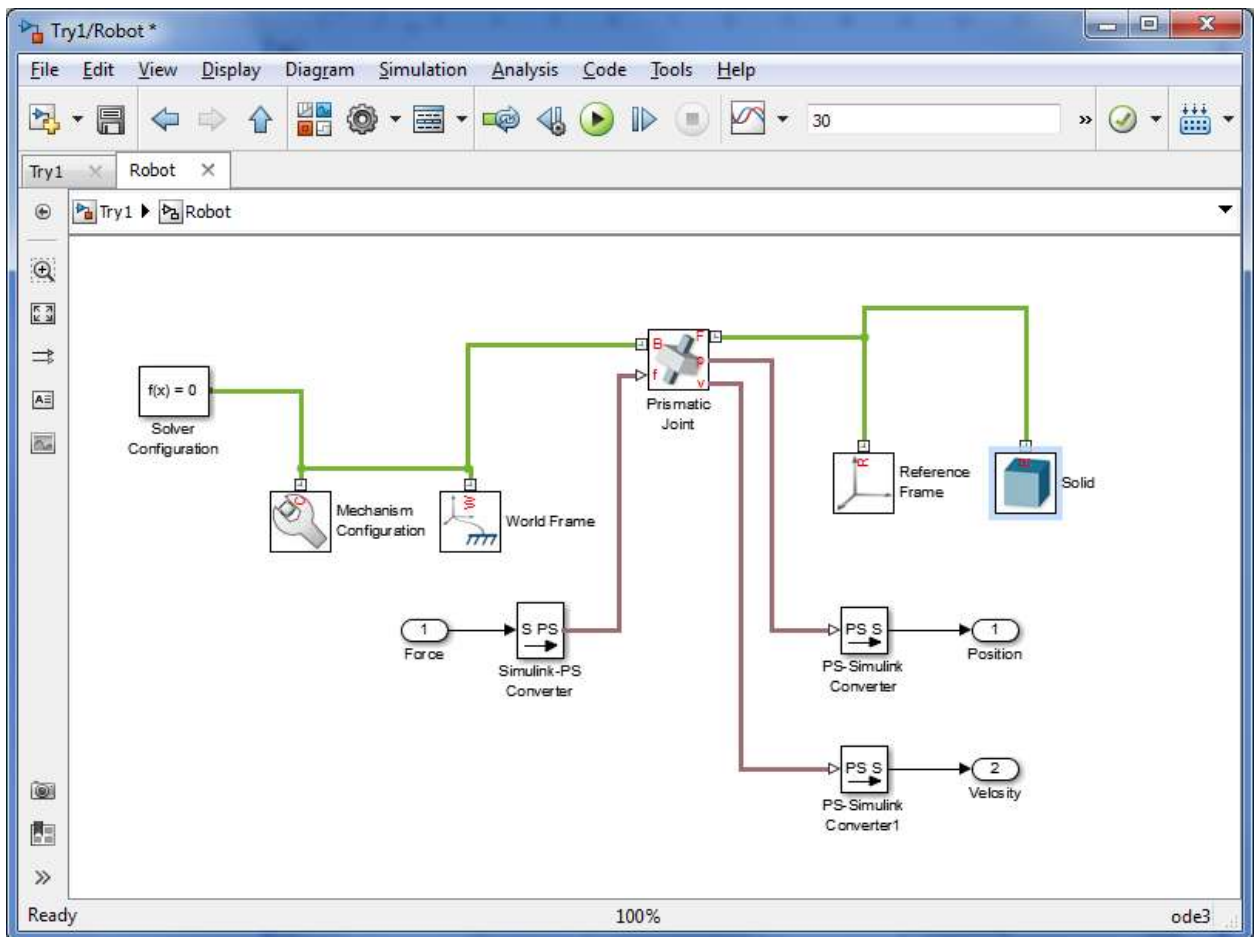 Try1/Robot *
File Edit View Display Diagram Simulation Analysis Code Tools Help
30
»
Try1 Robot
Try1 Robot
f(x) = 0
Solver
Configuration
Mechanism
Configuration
C
W
World Frame
B F
f p
v
Prismatic
Joint
R
Reference
Frame
R
Solid
1
Force
S PS
Simulink-PS
Converter
PS S
PS-Simulink
Converter
1
Position
PS S
PS-Simulink
Converter1
2
Velosity
Ready 100% ode3